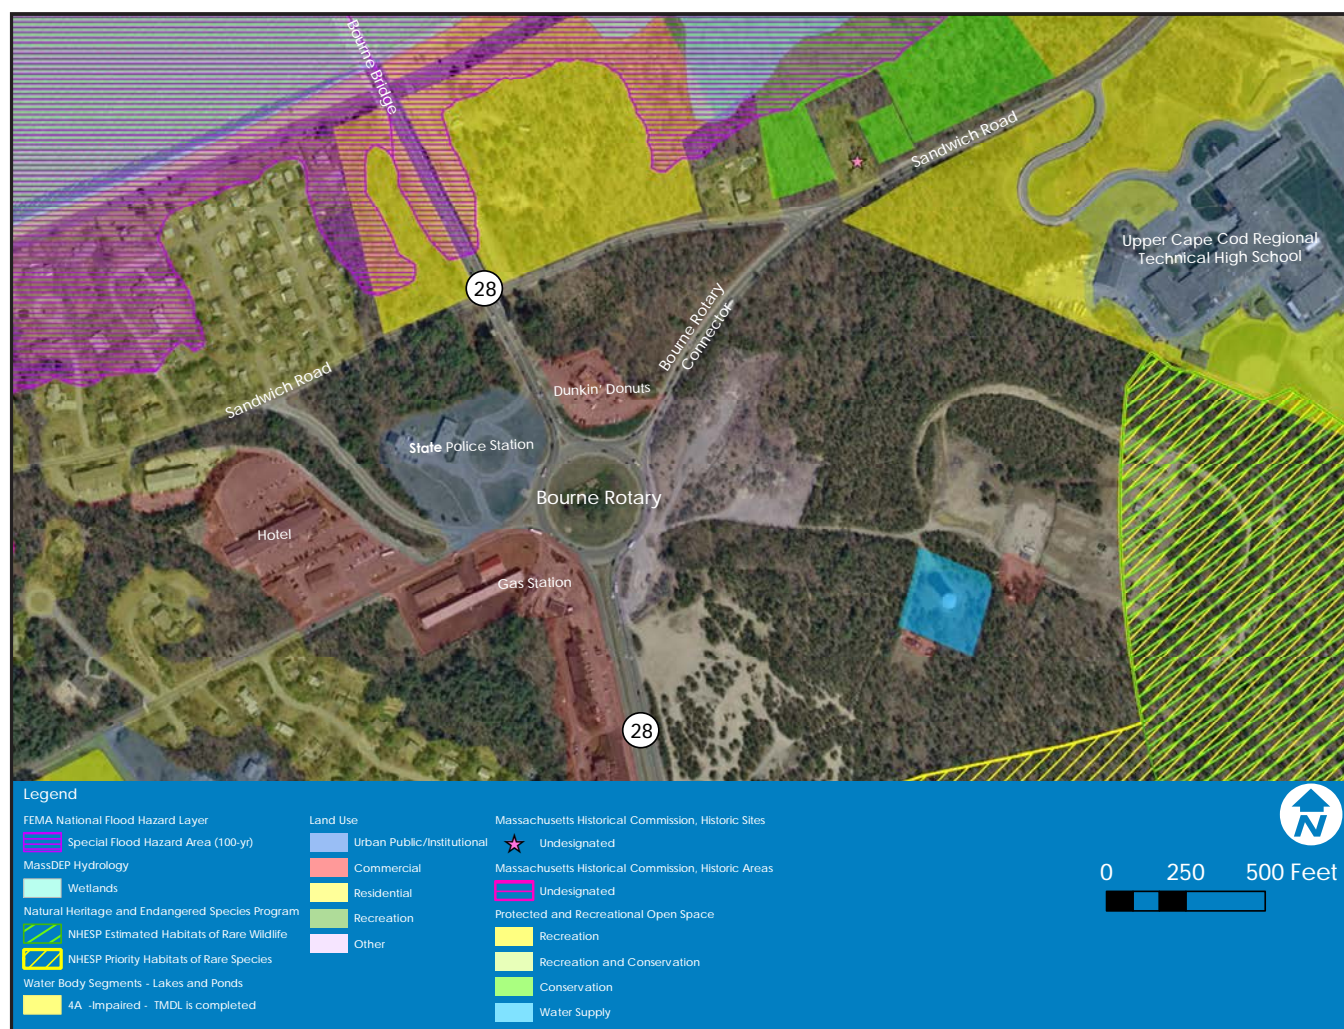 Bourne Bridge
Sandwich Road
Upper Cape Cod Regional
Technical High School
28
Bourne Rotary
Connector
Sandwich Road
Dunkin' Donuts
State Police Station
Bourne Rotary
Hotel
Gas Station
28
Legend
FEMA National Flood Hazard Layer
Special Flood Hazard Area (100-yr)
MassDEP Hydrology
Wetlands
Natural Heritage and Endangered Species Program
NHESP Estimated Habitats of Rare Wildlife
NHESP Priority Habitats of Rare Species
Water Body Segments - Lakes and Ponds
4A -Impaired - TMDL is completed
Land Use
Urban Public/Institutional
Commercial
Residential
Recreation
Other
Massachusetts Historical Commission, Historic Sites
Undesignated
Massachusetts Historical Commission, Historic Areas
Undesignated
Protected and Recreational Open Space
Recreation
Recreation and Conservation
Conservation
Water Supply
N
0 250 500 Feet